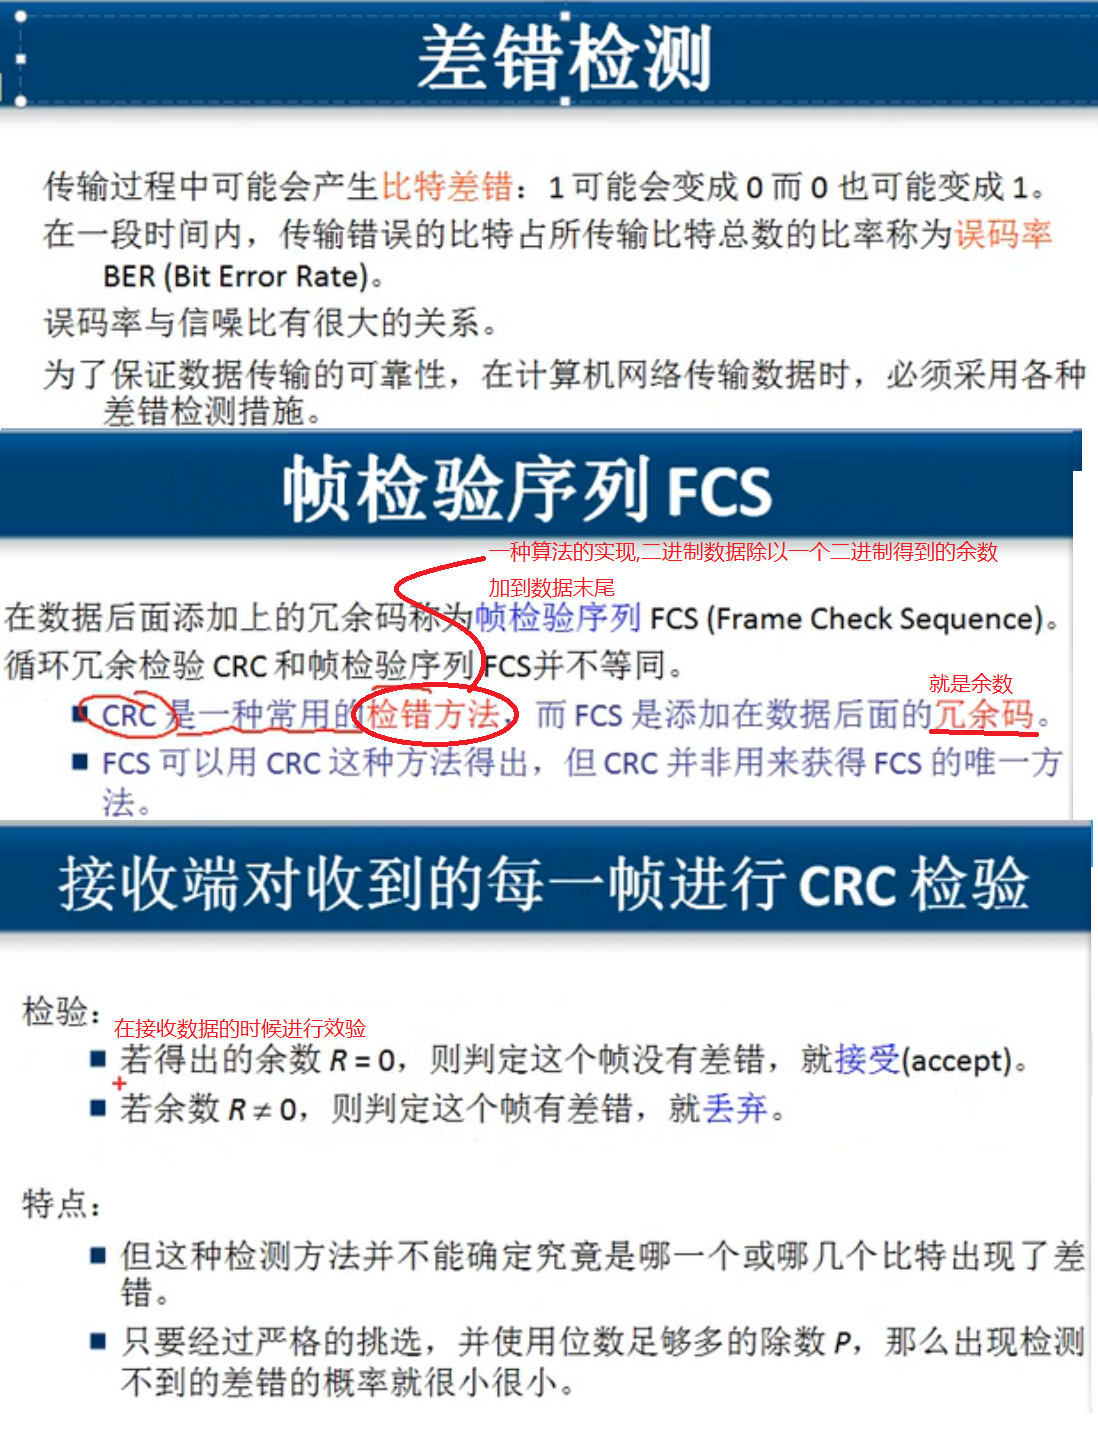 差错检测
传输过程中可能会产生比特差错：1 可能会变成 0 而 0 也可能变成 1。
在一段时间内，传输错误的比特占所传输比特总数的比率称为误码率
BER (Bit Error Rate)。
误码率与信噪比有很大的关系。
为了保证数据传输的可靠性，在计算机网络传输数据时，必须采用各种
差错检测措施。
帧检验序列 FCS
一种算法的实现,二进制数据除以一个二进制得到的余数
加到数据末尾
在数据后面添加上的冗余码称为帧检验序列 FCS (Frame Check Sequence)。
循环冗余检验 CRC 和帧检验序列 FCS并不等同。
就是余数
CRC 是一种常用的检错方法，而 FCS 是添加在数据后面的冗余码。
FCS 可以用 CRC 这种方法得出，但 CRC 并非用来获得 FCS 的唯一方
法。
接收端对收到的每一帧进行 CRC 检验
检验：
在接收数据的时候进行效验
若得出的余数 R = 0，则判定这个帧没有差错，就接受(accept)。
若余数 R ≠ 0，则判定这个帧有差错，就丢弃。
特点：
但这种检测方法并不能确定究竟是哪一个或哪几个比特出现了差
错。
只要经过严格的挑选，并使用位数足够多的除数 P，那么出现检测
不到的差错的概率就很小很小。